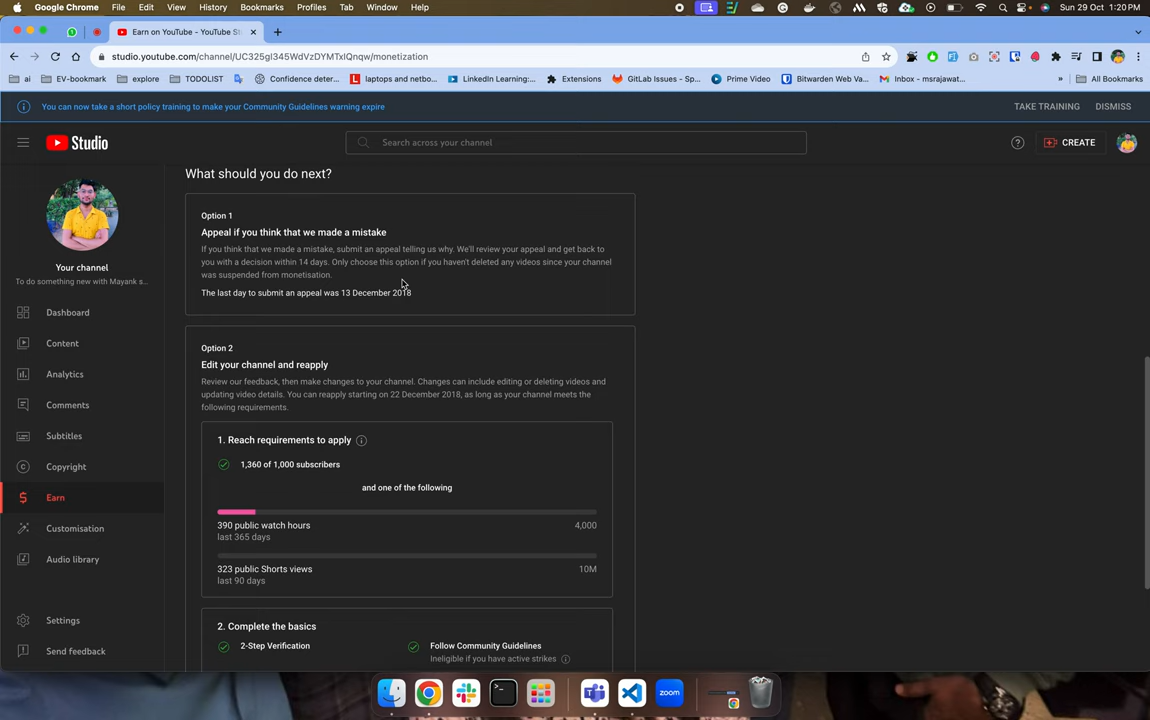 Google Chrome File Edit View History Bookmarks Profiles Tab Window Help Sun 29 Oct 1:20 PM
Earn on YouTube - YouTube St
studio.youtube.com/channel/UC325gl345WdVzDYMTxlQnqw/monetization
ai EV-bookmark explore TODOLIST Confidence deter... laptops and netbo... LinkedIn Learning:... Extensions GitLab Issues - Sp... Prime Video Bitwarden Web Va... Inbox - msrajawat... » All Bookmarks
You can now take a short policy training to make your Community Guidelines warning expire TAKE TRAINING DISMISS
Studio Search across your channel CREATE
Your channel
To do something new with Mayank s...
Dashboard
Content
Analytics
Comments
Subtitles
Copyright
Earn
Customisation
Audio library
Settings
Send feedback
What should you do next?
Option 1
Appeal if you think that we made a mistake
If you think that we made a mistake, submit an appeal telling us why. We'll review your appeal and get back to
you with a decision within 14 days. Only choose this option if you haven't deleted any videos since your channel
was suspended from monetisation.
The last day to submit an appeal was 13 December 2018
Option 2
Edit your channel and reapply
Review our feedback, then make changes to your channel. Changes can include editing or deleting videos and
updating video details. You can reapply starting on 22 December 2018, as long as your channel meets the
following requirements.
1. Reach requirements to apply
1,360 of 1,000 subscribers
and one of the following
390 public watch hours 4,000
last 365 days
323 public Shorts views 10M
last 90 days
2. Complete the basics
2-Step Verification Follow Community Guidelines
Ineligible if you have active strikes
zoom